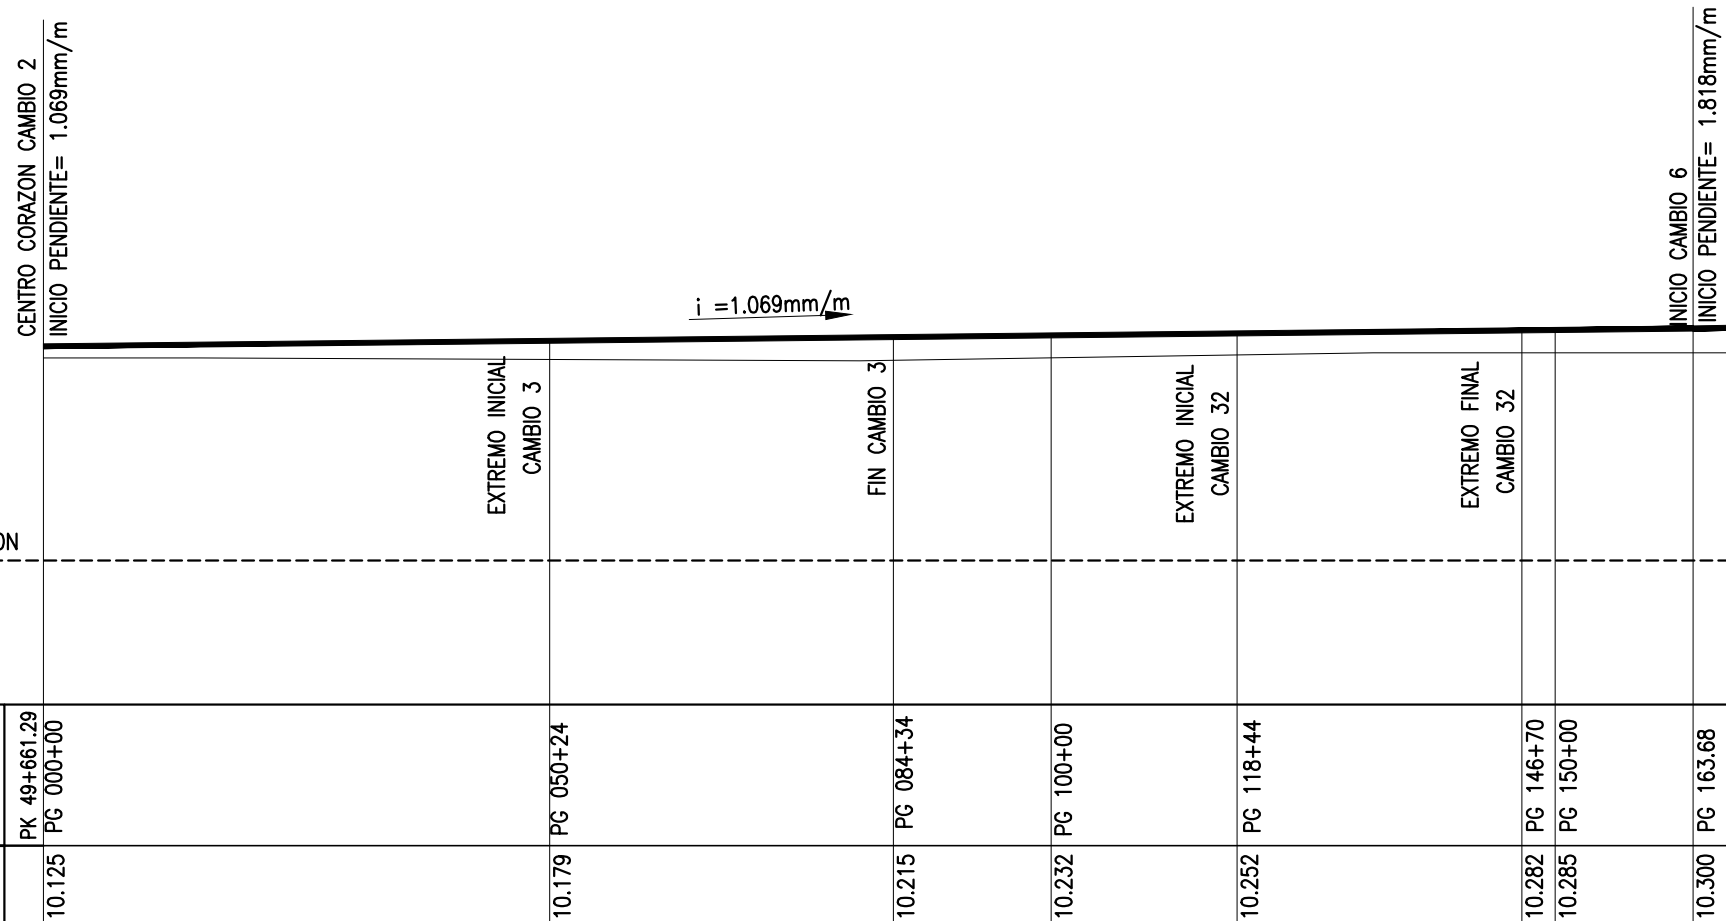 CENTRO CORAZON CAMBIO 2
INICIO PENDIENTE= 1.069mm/m
i =1.069mm/m
INICIO CAMBIO 6
INICIO PENDIENTE= 1.818mm/m
EXTREMO INICIAL
CAMBIO 3
FIN CAMBIO 3
EXTREMO INICIAL
CAMBIO 32
EXTREMO FINAL
CAMBIO 32
ON
PK 49+661.29
PG 000+00
PG 050+24
PG 084+34
PG 100+00
PG 118+44
PG 146+70
PG 150+00
PG 163.68
10.125
10.179
10.215
10.232
10.252
10.282
10.285
10.300